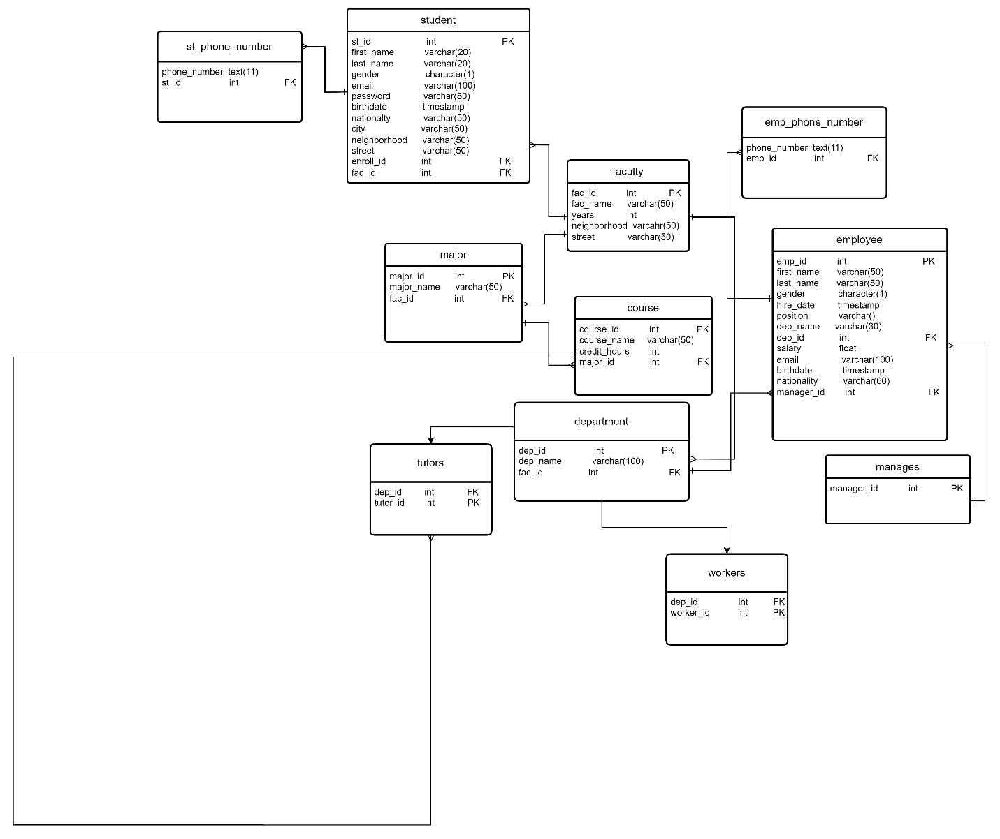 student
st_id int PK
first_name varchar(20)
last_name varchar(20)
gender character(1)
email varchar(100)
password varchar(50)
birthdate timestamp
nationalty varchar(50)
city varchar(50)
neighborhood varchar(50)
street varchar(50)
enroll_id int FK
fac_id int FK
st_phone_number
phone_number text(11)
st_id int FK
emp_phone_number
phone_number text(11)
emp_id int FK
faculty
fac_id int PK
fac_name varchar(50)
years int
neighborhood varcahr(50)
street varchar(50)
employee
emp_id int PK
first_name varchar(50)
last_name varchar(50)
gender character(1)
hire_date timestamp
position varchar()
dep_name varchar(30)
dep_id int FK
salary float
email varchar(100)
birthdate timestamp
nationality varchar(60)
manager_id int FK
major
major_id int PK
major_name varchar(50)
fac_id int FK
course
course_id int PK
course_name varchar(50)
credit_hours int
major_id int FK
department
dep_id int PK
dep_name varchar(100)
fac_id int FK
tutors
dep_id int FK
tutor_id int PK
manages
manager_id int PK
workers
dep_id int FK
worker_id int PK